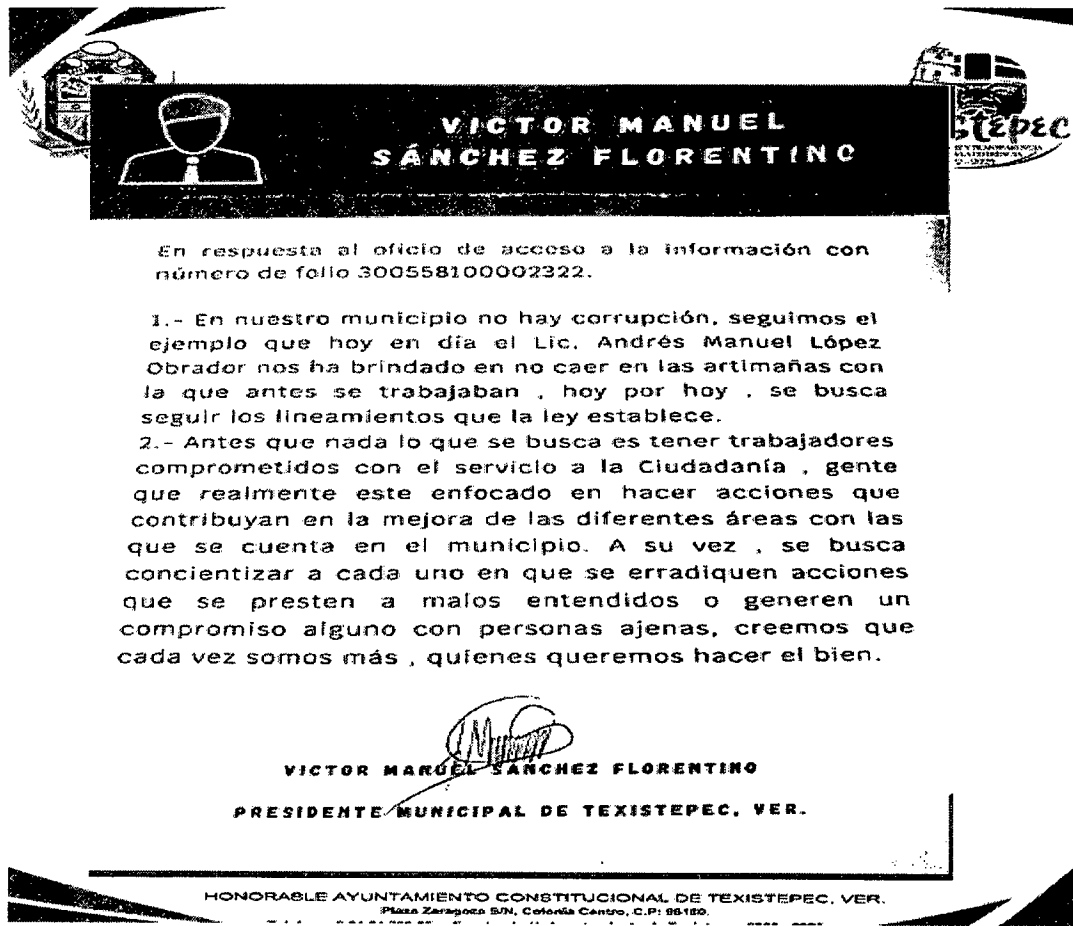 VICTOR MANUEL
SÁNCHEZ FLORENTINO
stepec
En respuesta al oficio de acceso a la información con
número de folio 300558100002322.
1.- En nuestro municipio no hay corrupción, seguimos el
ejemplo que hoy en día el Lic. Andrés Manuel López
Obrador nos ha brindado en no caer en las artimañas con
la que antes se trabajaban , hoy por hoy , se busca
seguir los lineamientos que la ley establece.
2.- Antes que nada lo que se busca es tener trabajadores
comprometidos con el servicio a la Ciudadanía , gente
que realmente este enfocado en hacer acciones que
contribuyan en la mejora de las diferentes áreas con las
que se cuenta en el municipio. A su vez , se busca
concientizar a cada uno en que se erradiquen acciones
que se presten a malos entendidos o generen un
compromiso alguno con personas ajenas, creemos que
cada vez somos más , quienes queremos hacer el bien.
VICTOR MANUEL SANCHEZ FLORENTINO
PRESIDENTE MUNICIPAL DE TEXISTEPEC, VER.
HONORABLE AYUNTAMIENTO CONSTITUCIONAL DE TEXISTEPEC, VER.
Plaza Zaragoza S/N, Colonia Centro, C.P: